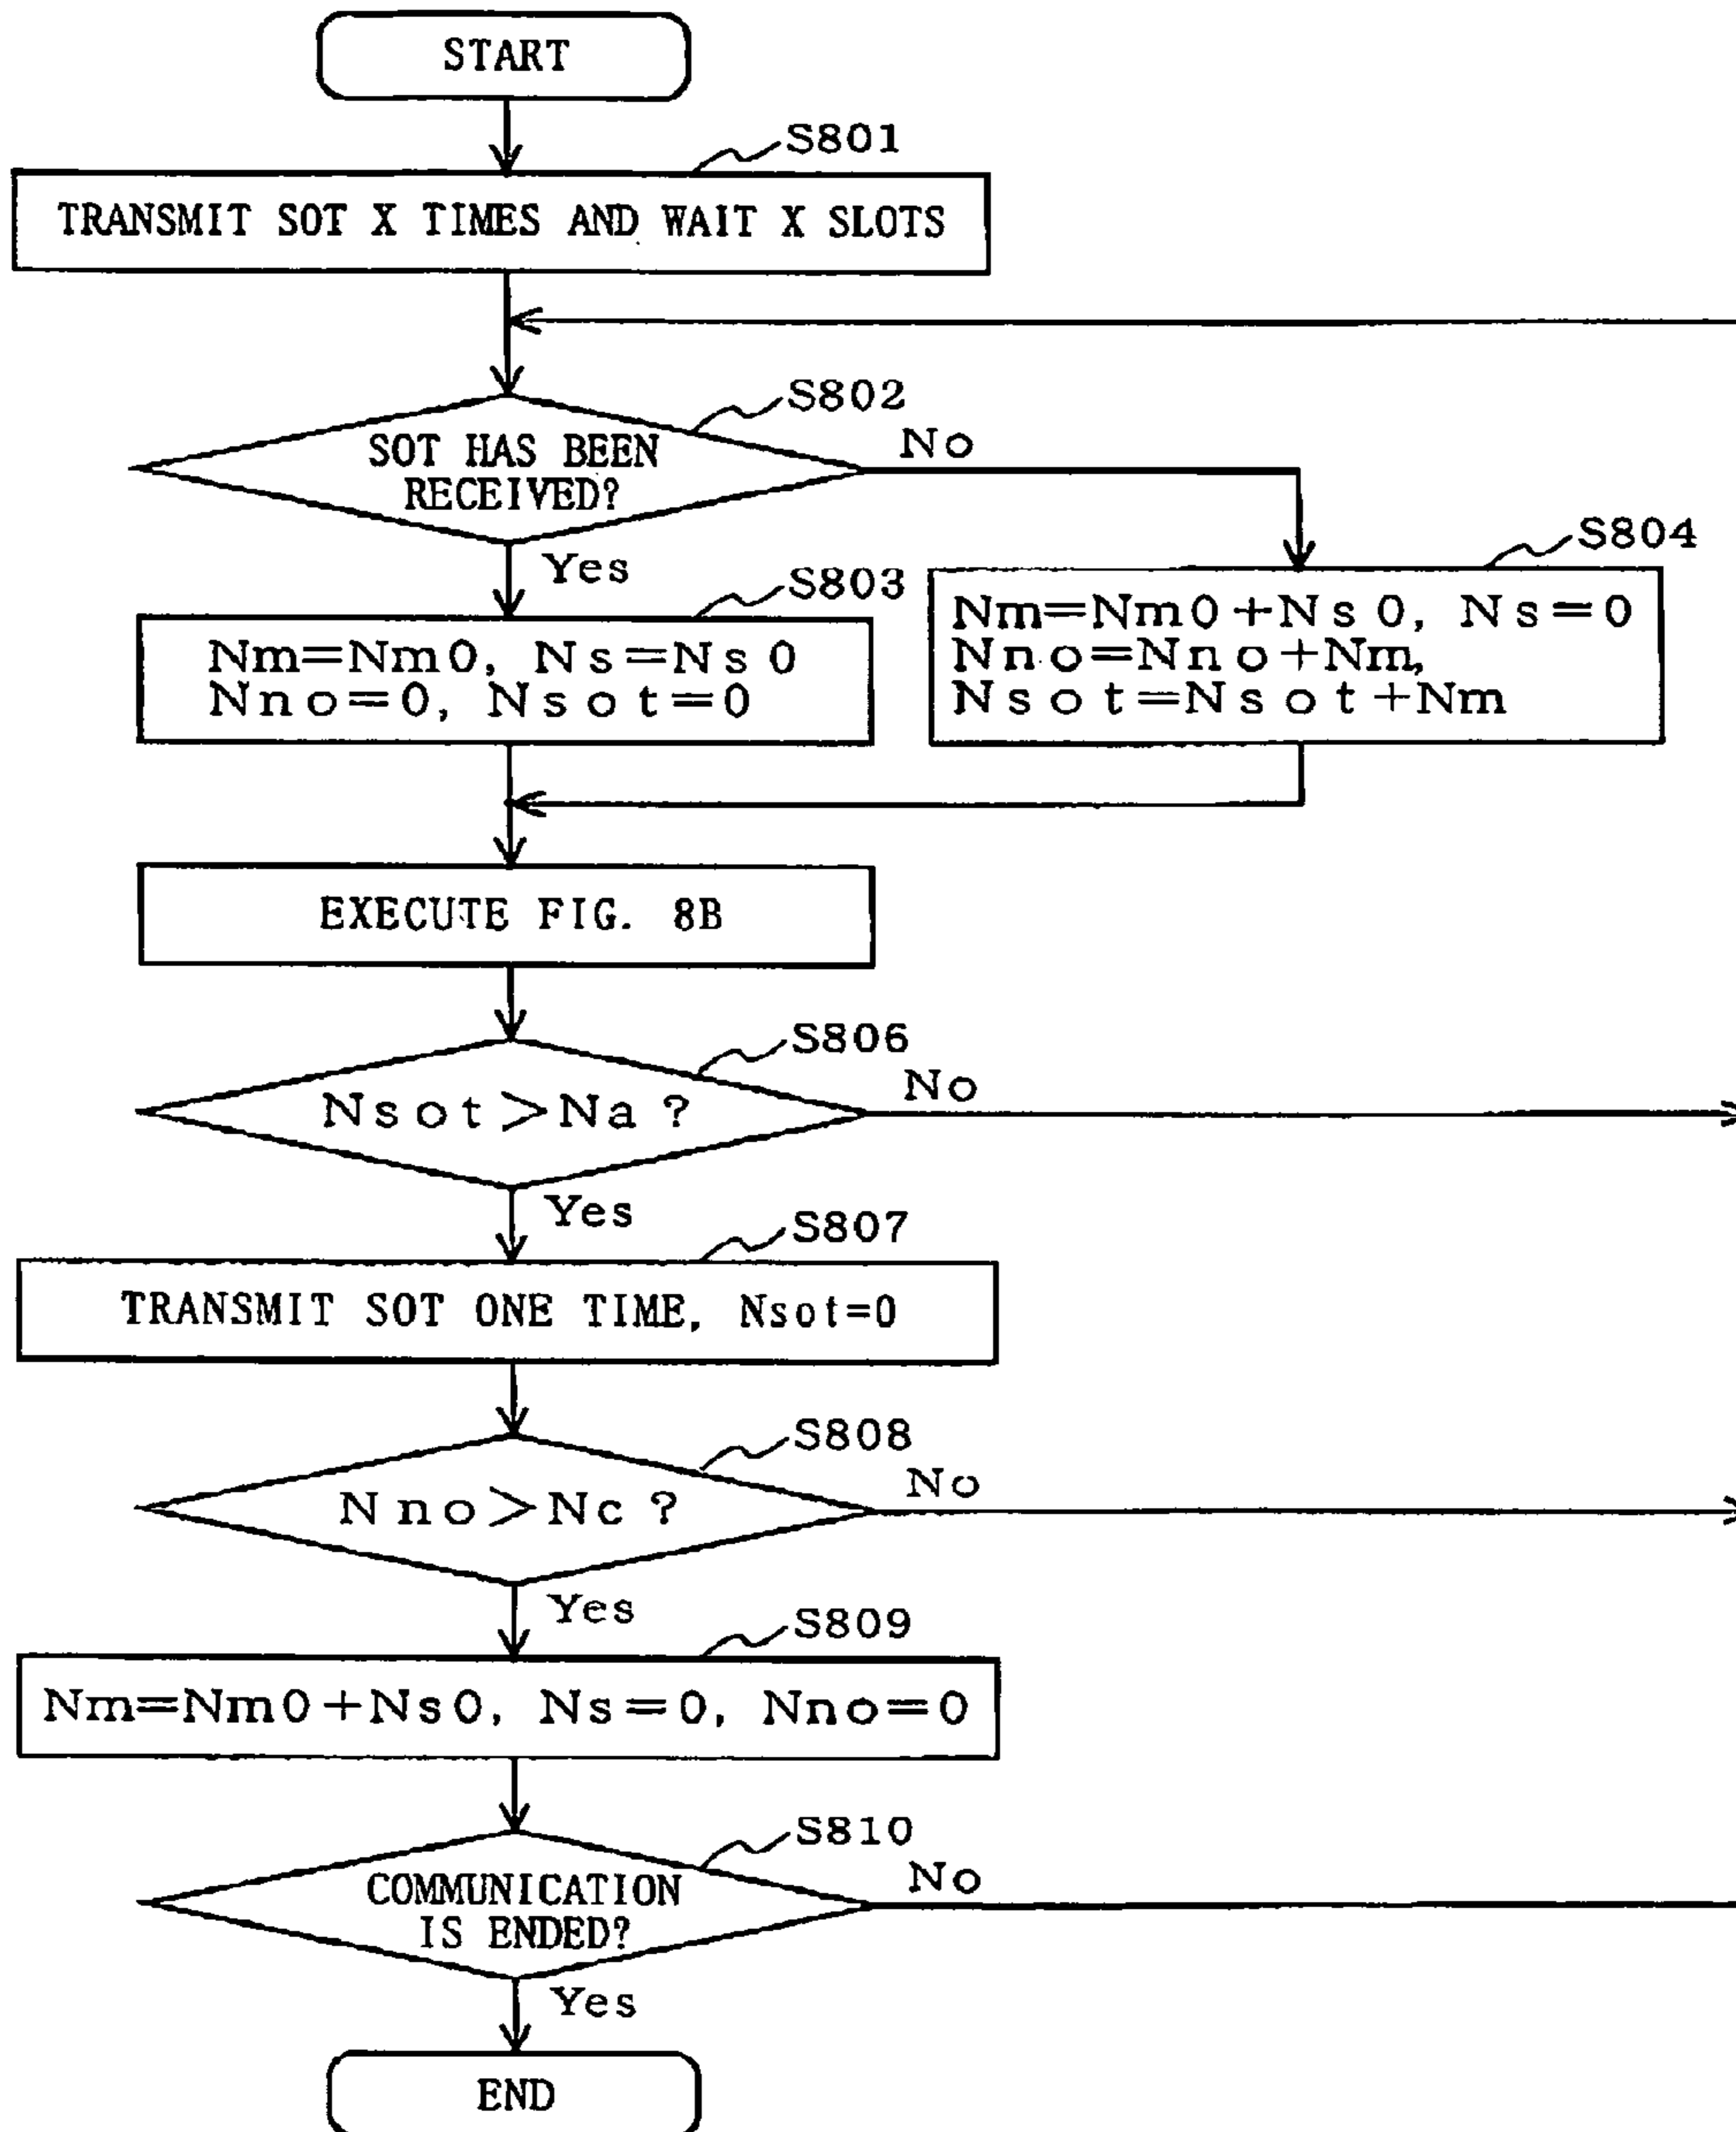 START
S801
TRANSMIT SOT X TIMES AND WAIT X SLOTS
S802
SOT HAS BEEN
RECEIVED?
No
Yes
S803
Nm=Nm0, Ns=Ns0
Nno=0, Nsot=0
S804
Nm=Nm0+Ns0, Ns=0
Nno=Nno+Nm,
Nsot=Nsot+Nm
EXECUTE FIG. 8B
S806
Nsot>Na?
No
Yes
S807
TRANSMIT SOT ONE TIME, Nsot=0
S808
Nno>Nc?
No
Yes
S809
Nm=Nm0+Ns0, Ns=0, Nno=0
S810
COMMUNICATION
IS ENDED?
No
Yes
END